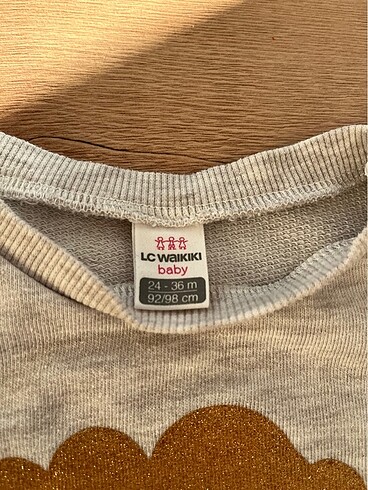 LC WAIKIKI
baby
24 - 36 m
92/98 cm